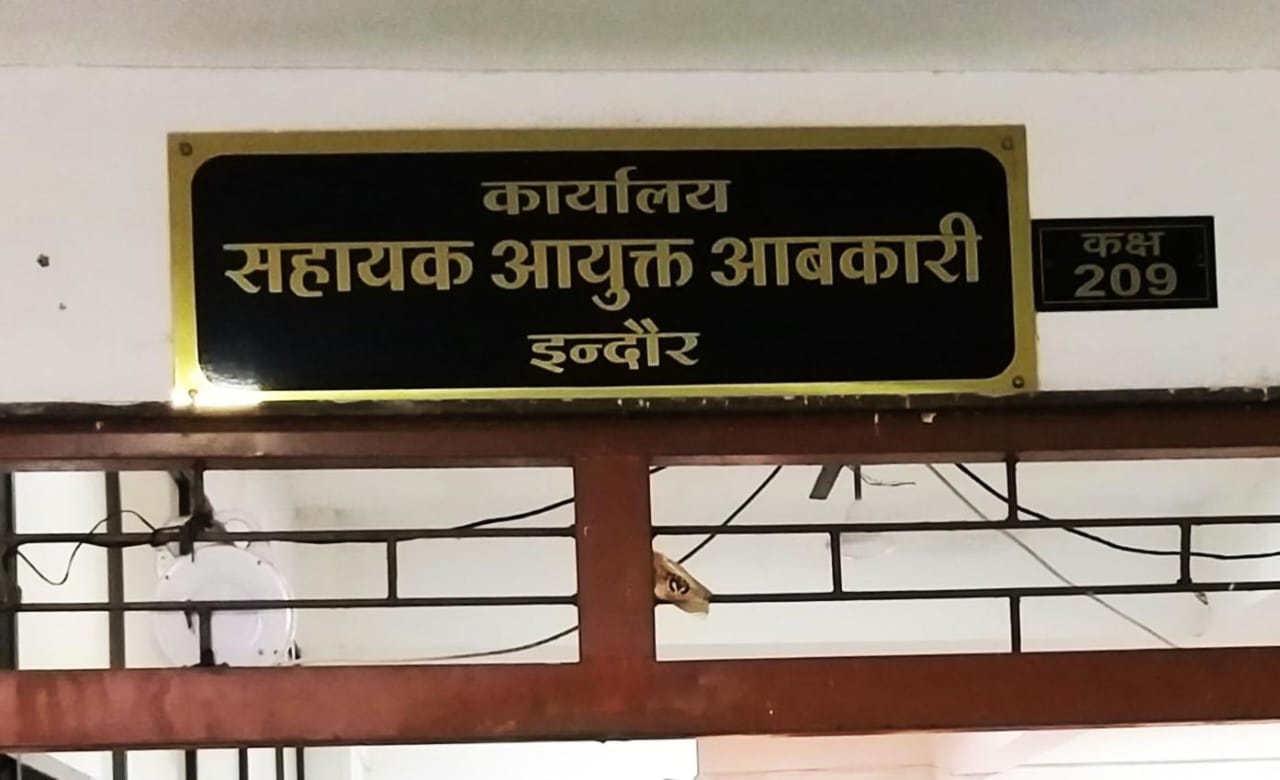 कार्यालय
सहायक आयुक्त आबकारी
इन्दौर
कक्ष
209